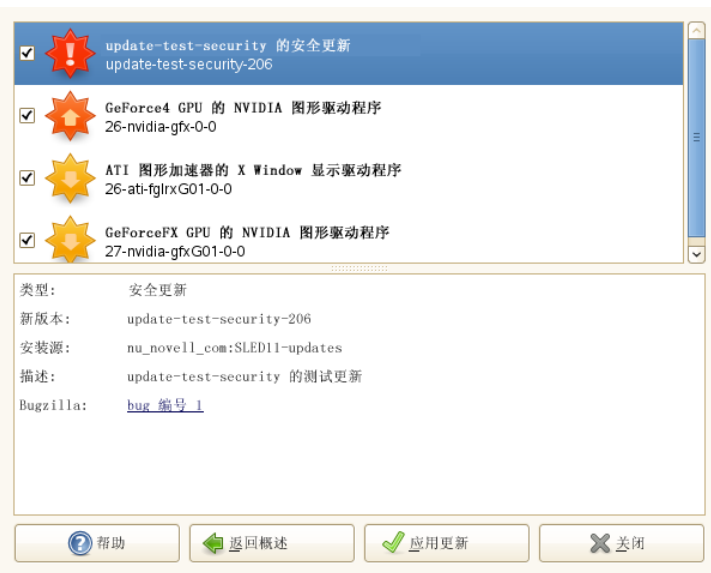 update-test-security 的安全更新
update-test-security-206
GeForce4 GPU 的 NVIDIA 图形驱动程序
26-nvidia-gfx-0-0
ATI 图形加速器的 X Window 显示驱动程序
26-ati-fglrxG01-0-0
GeForceFX GPU 的 NVIDIA 图形驱动程序
27-nvidia-gfxG01-0-0
类型: 安全更新
新版本: update-test-security-206
安装源: nu_novell_com:SLED11-updates
描述: update-test-security 的测试更新
Bugzilla: bug 编号 1
帮助 返回概述 应用更新 关闭